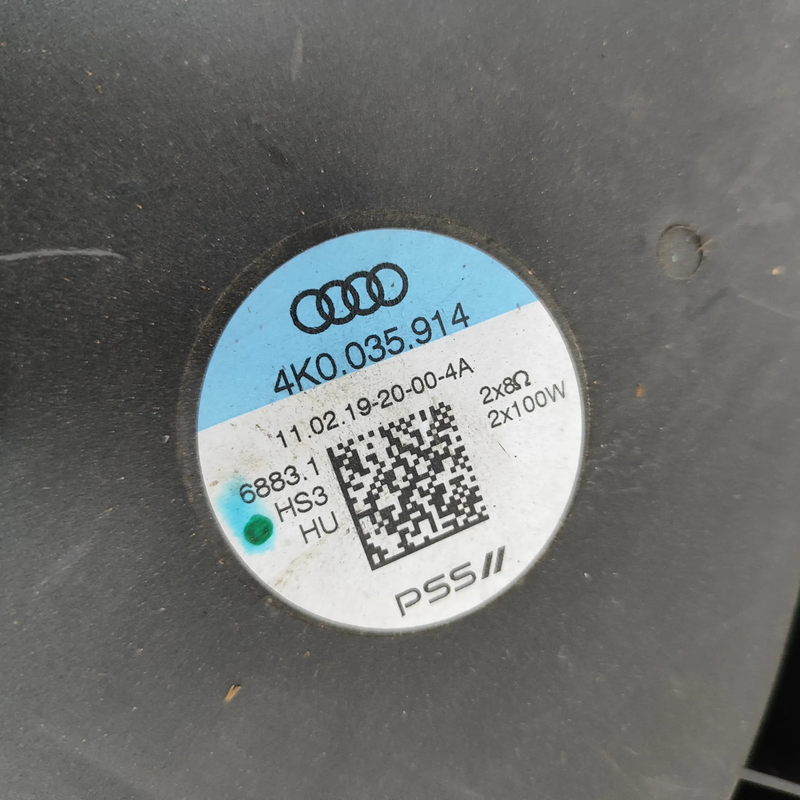 4K0.035.914
11.02.19-20-00-4A
2x8Ω
2x100W
6883.1
HS3
HU
PSS